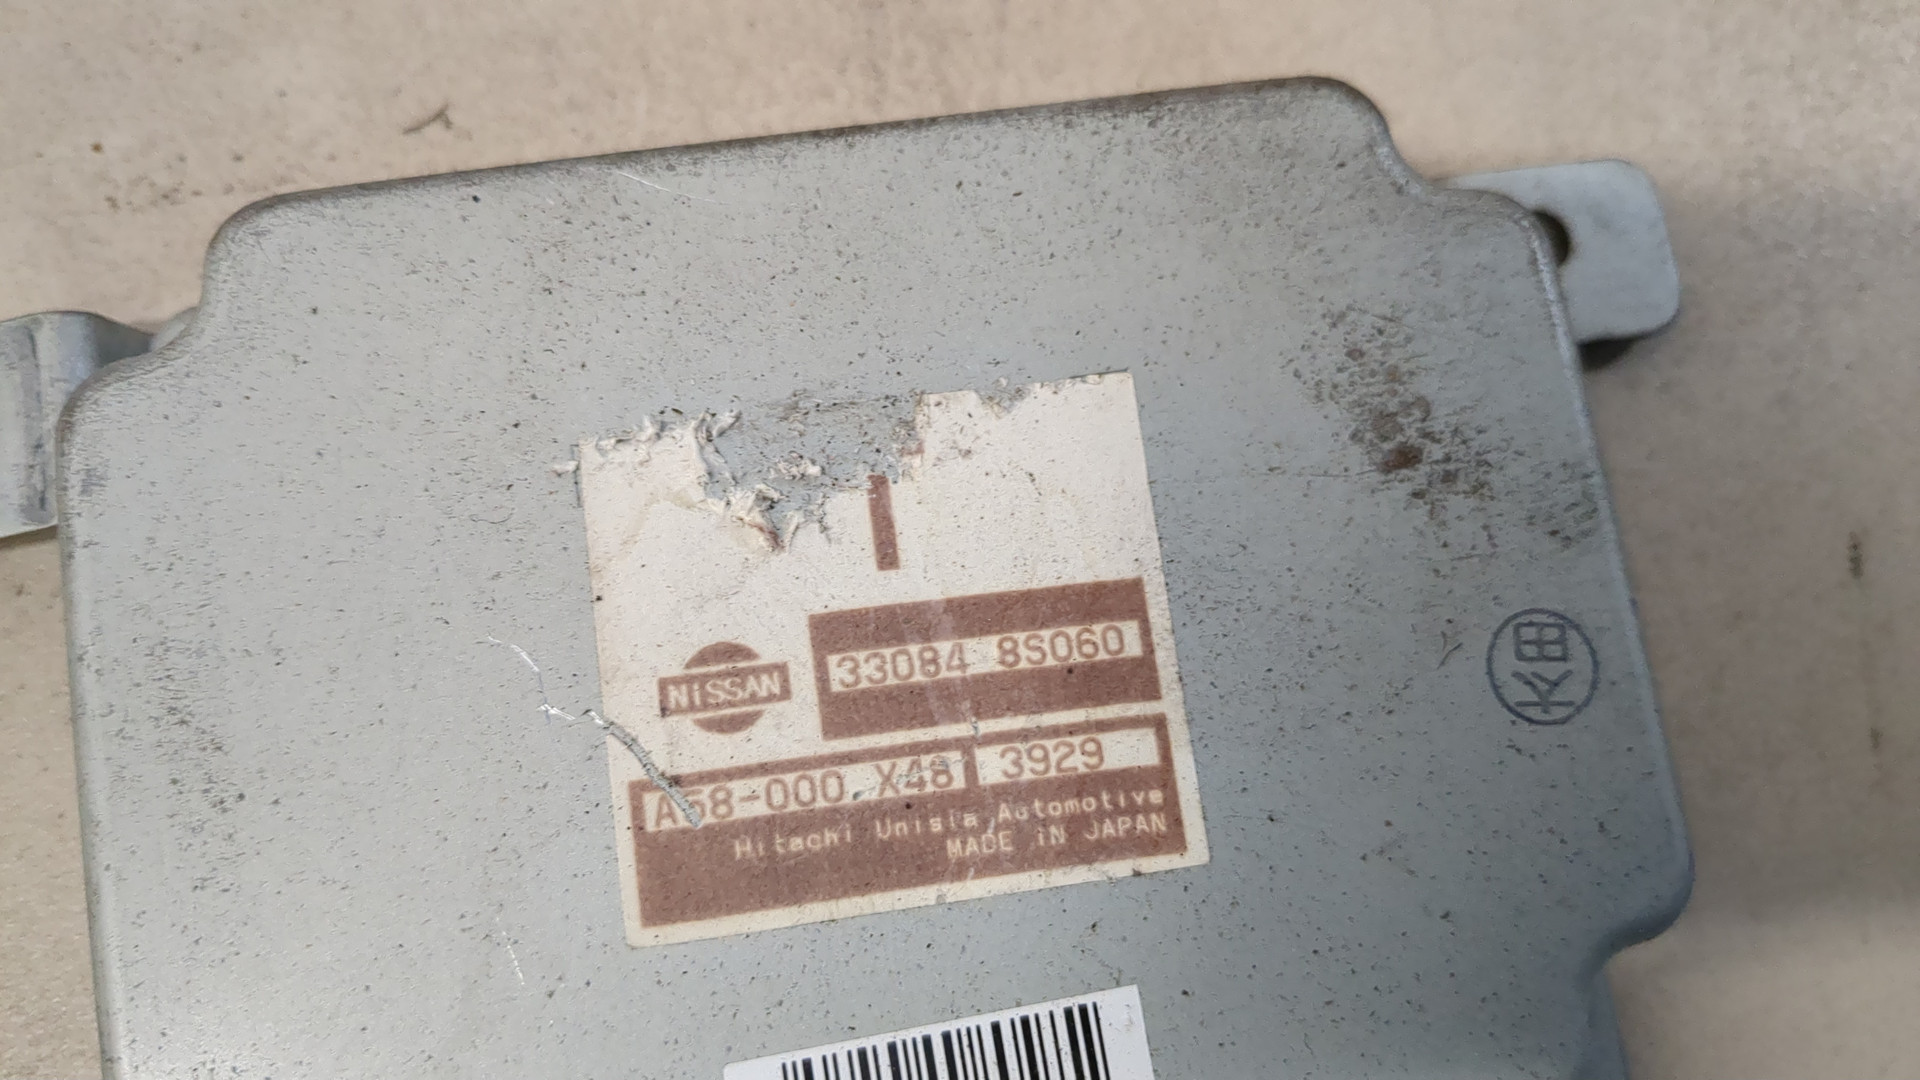 33084 8S060
NiSSAN
A58-000 X48 3929
Hitachi Unisia Automotive
MADE iN JAPAN